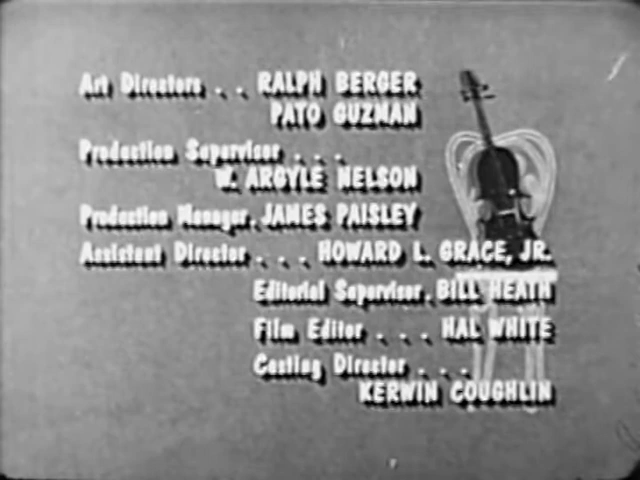 Art Directors . . RALPH BERGER
PATO GUZMAN
Production Supervisor . . .
W. ARGYLE NELSON
Production Manager. JAMES PAISLEY
Assistant Director . . . HOWARD L. GRACE, JR.
Editorial Supervisor. BILL HEATH
Film Editor . . . HAL WHITE
Casting Director . . .
KERWIN COUGHLIN